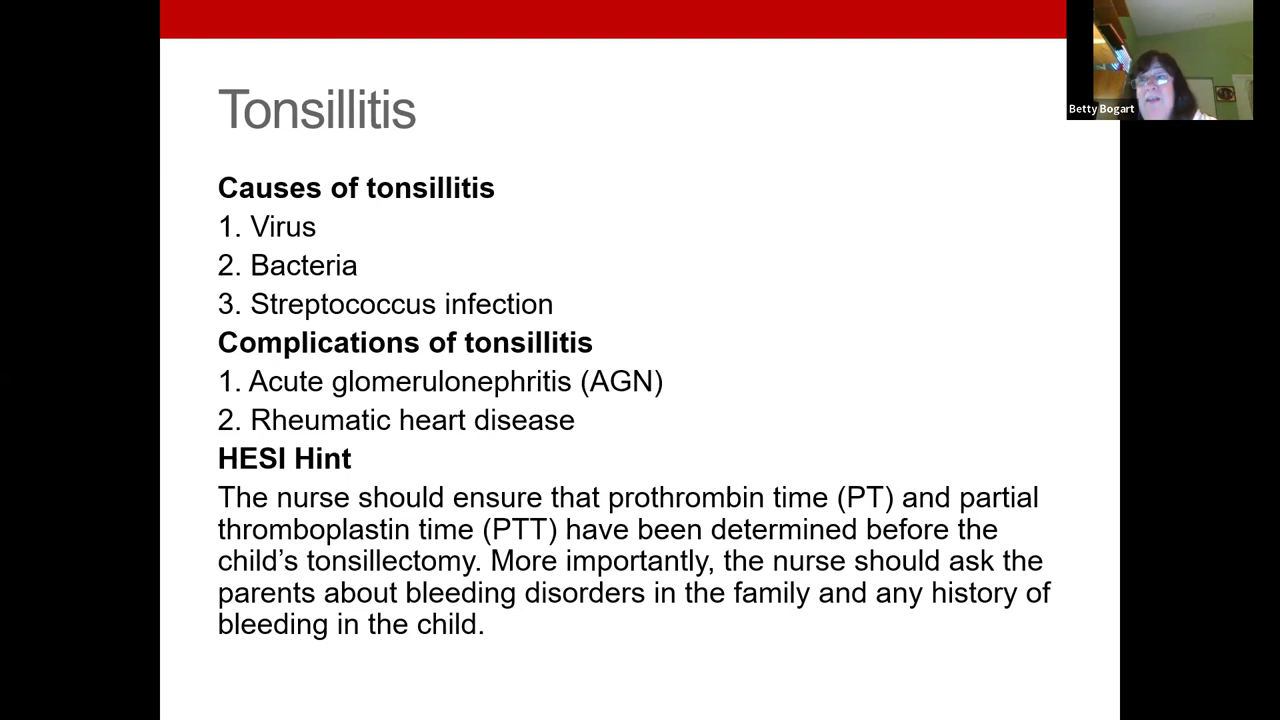 Tonsillitis
Betty Bogart
Causes of tonsillitis
1. Virus
2. Bacteria
3. Streptococcus infection
Complications of tonsillitis
1. Acute glomerulonephritis (AGN)
2. Rheumatic heart disease
HESI Hint
The nurse should ensure that prothrombin time (PT) and partial
thromboplastin time (PTT) have been determined before the
child’s tonsillectomy. More importantly, the nurse should ask the
parents about bleeding disorders in the family and any history of
bleeding in the child.